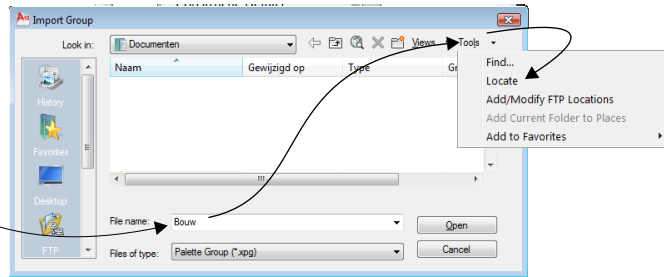 Import Group
Look in: Documenten Views Tools
Naam Gewijzigd op Type
Find...
Locate
Add/Modify FTP Locations
Add Current Folder to Places
Add to Favorites
History
Favorites
Desktop
FTP
File name: Bouw Open
Files of type: Palette Group (*.xpg) Cancel